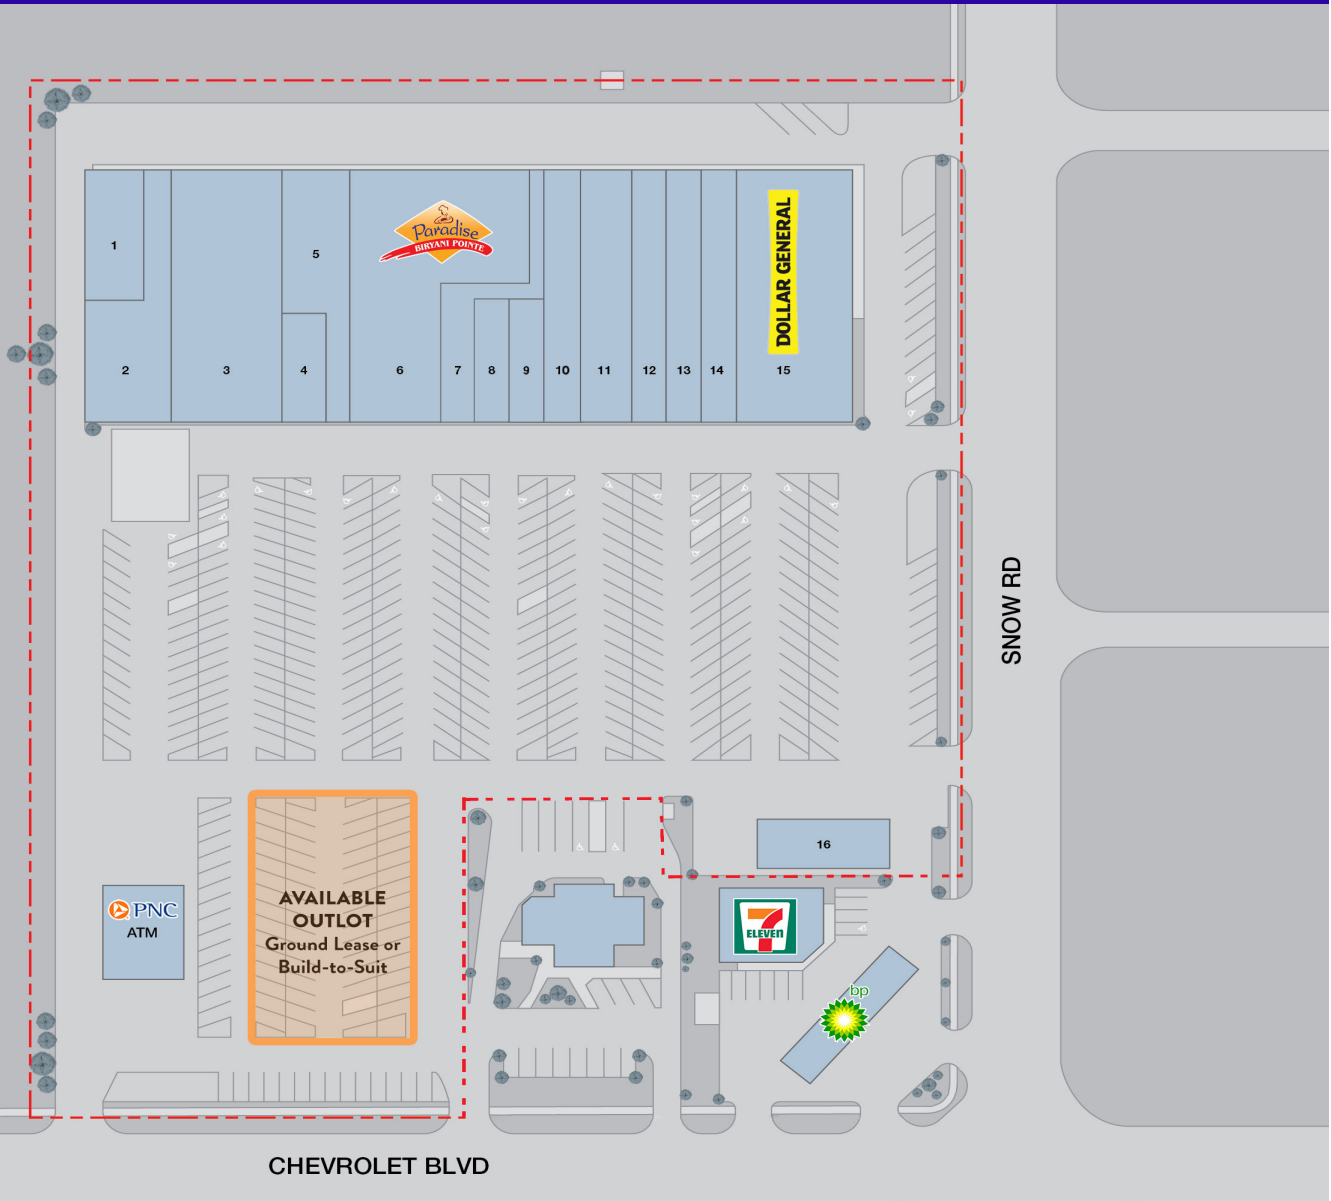 1
5
Paradise
BIRYANI POINTE
DOLLAR GENERAL
2
3
4
6
7
8
9
10
11
12
13
14
15
SNOW RD
16
AVAILABLE
OUTLOT
Ground Lease or
Build-to-Suit
PNC
ATM
7
ELEVEN
bp
CHEVROLET BLVD